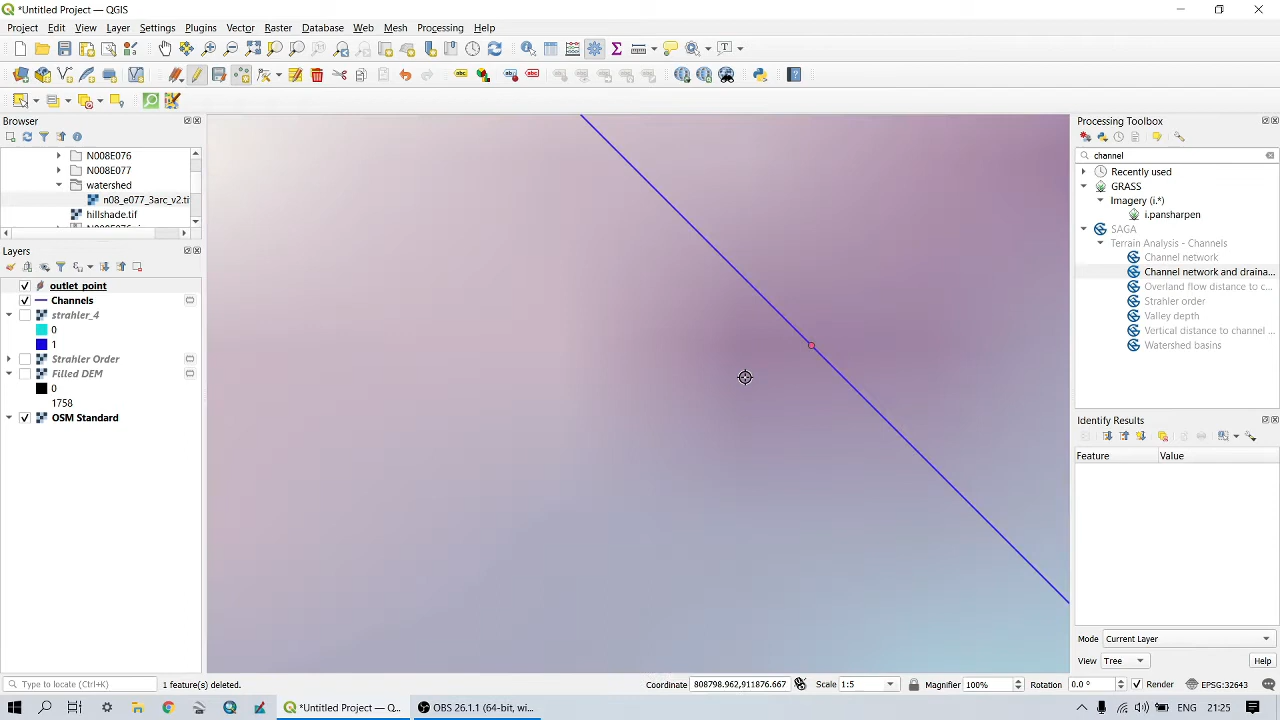 *Untitled Project — QGIS
Project Edit View Layer Settings Plugins Vector Raster Database Web Mesh Processing Help
Browser
N008E076
N008E077
watershed
n08_e077_3arc_v2.ti
hillshade.tif
Layers
outlet_point
Channels
strahler_4
0
1
Strahler Order
Filled DEM
0
1758
OSM Standard
Processing Toolbox
channel
Recently used
GRASS
Imagery (i.*)
i.pansharpen
SAGA
Terrain Analysis - Channels
Channel network
Channel network and draina...
Overland flow distance to c...
Strahler order
Valley depth
Vertical distance to channel ...
Watershed basins
Identify Results
Feature Value
Mode Current Layer
View Tree Help
Type to locate (Ctrl+K) 1 feature(s) deleted. Coordinate 808798.962,911876.667 Scale 1:5 Magnifier 100% Rotation 0.0 ° Render EPSG:32643
*Untitled Project — Q... OBS 26.1.1 (64-bit, wi... 21:25